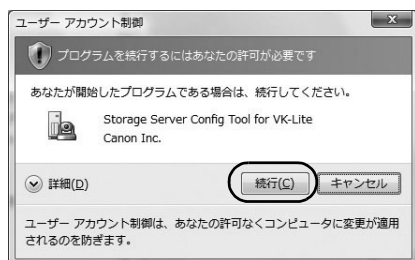 ユーザー アカウント制御
プログラムを続行するにはあなたの許可が必要です
あなたが開始したプログラムである場合は、続行してください。
Storage Server Config Tool for VK-Lite
Canon Inc.
詳細(D)
続行(C)
キャンセル
ユーザー アカウント制御は、あなたの許可なくコンピュータに変更が適用
されるのを防ぎます。